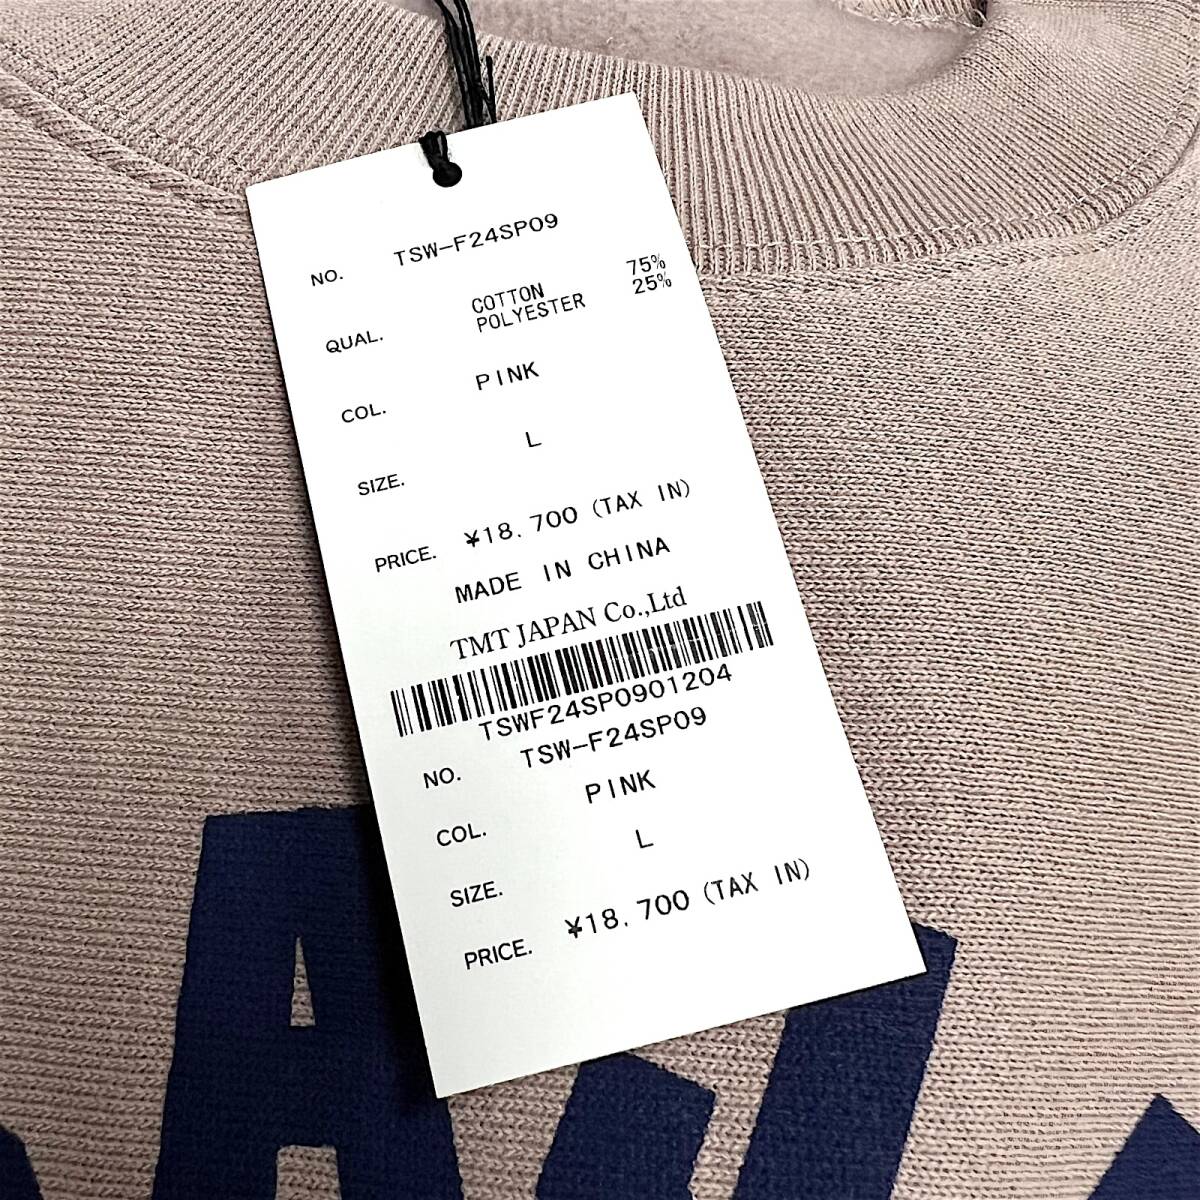 NO. TSW-F24SP09
QUAL. COTTON 75%
POLYESTER 25%
COL. PINK
SIZE. L
PRICE. ¥18,700 (TAX IN)
MADE IN CHINA
TMT JAPAN Co.,Ltd
TSWF24SP0901204
NO. TSW-F24SP09
COL. PINK
SIZE. L
PRICE. ¥18,700 (TAX IN)